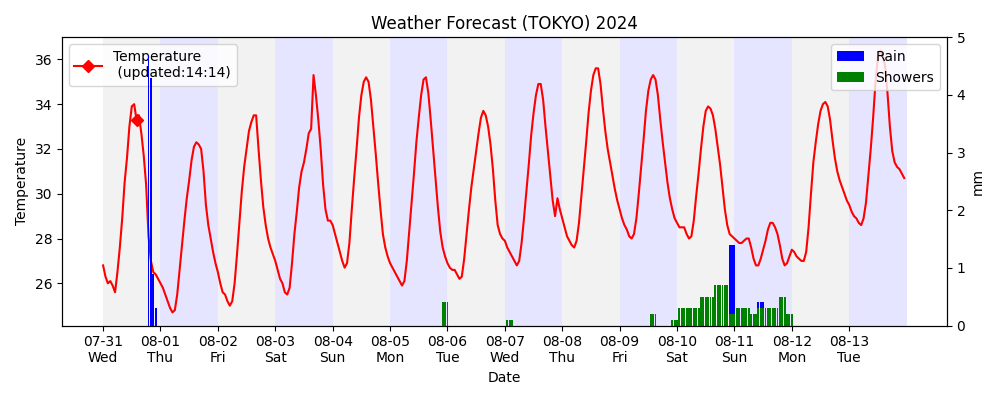 Weather Forecast (TOKYO) 2024
Temperature
(updated:14:14)
Rain
Showers
36
34
32
30
28
26
Temperature
5
4
3
2
1
0
mm
07-31 08-01 08-02 08-03 08-04 08-05 08-06 08-07 08-08 08-09 08-10 08-11 08-12 08-13
Wed Thu Fri Sat Sun Mon Tue Wed Thu Fri Sat Sun Mon Tue
Date